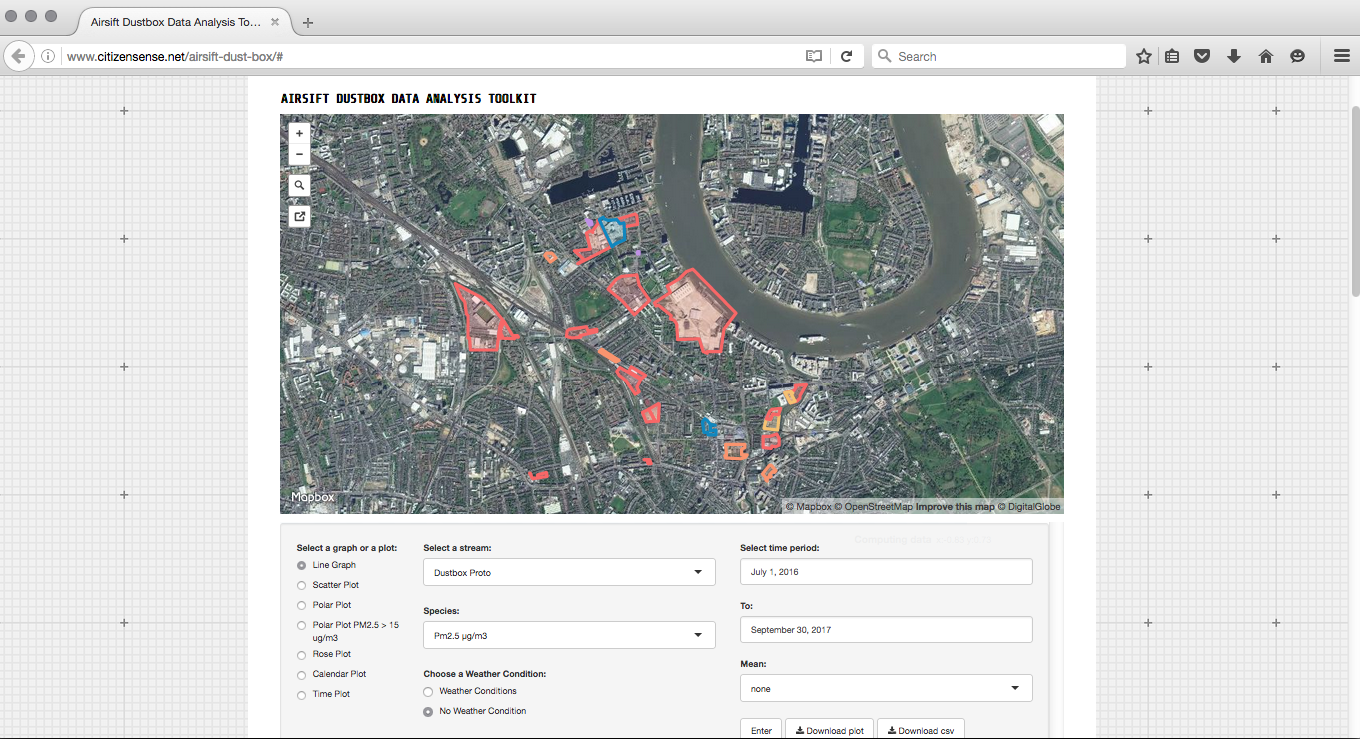 Airsift Dustbox Data Analysis To...
www.citizensense.net/airsift-dust-box/#
Search
AIRSIFT DUSTBOX DATA ANALYSIS TOOLKIT
Mapbox
© Mapbox © OpenStreetMap Improve this map © DigitalGlobe
Select a graph or a plot:
Line Graph
Scatter Plot
Polar Plot
Polar Plot PM2.5 > 15
ug/m3
Rose Plot
Calendar Plot
Time Plot
Select a stream:
Dustbox Proto
Species:
Pm2.5 µg/m3
Choose a Weather Condition:
Weather Conditions
No Weather Condition
Select time period:
July 1, 2016
To:
September 30, 2017
Mean:
none
Enter
Download plot
Download csv